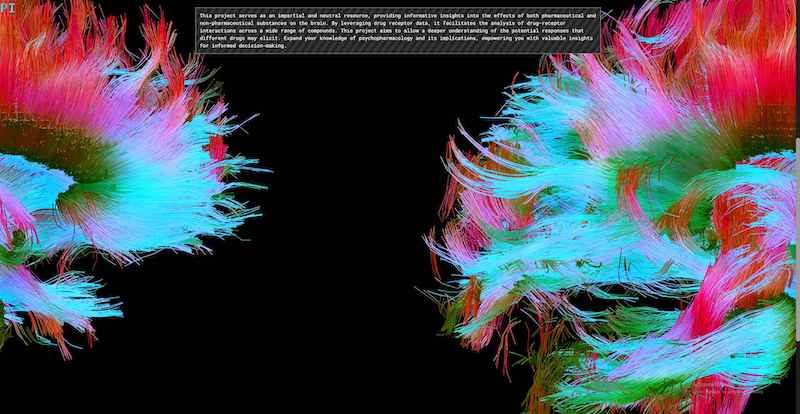 PI
This project serves as an impartial and neutral resource, providing informative insights into the effects of both pharmaceutical and
non-pharmaceutical substances on the brain. By leveraging drug receptor data, it facilitates the analysis of drug-receptor
interactions across a wide range of compounds. This project aims to allow a deeper understanding of the potential responses that
different drugs may elicit. Expand your knowledge of psychopharmacology and its implications, empowering you with valuable insights
for informed decision-making.